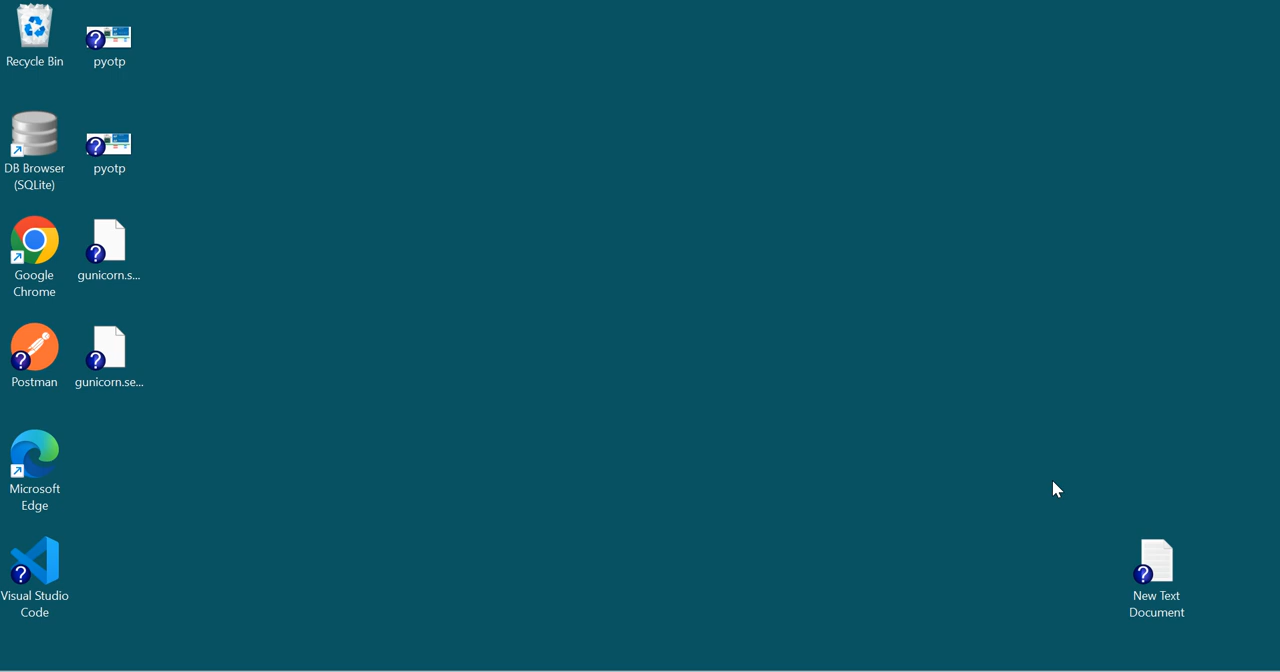 Recycle Bin
pyotp
DB Browser
(SQLite)
pyotp
Google
Chrome
gunicorn.s...
Postman
gunicorn.se...
Microsoft
Edge
Visual Studio
Code
New Text
Document